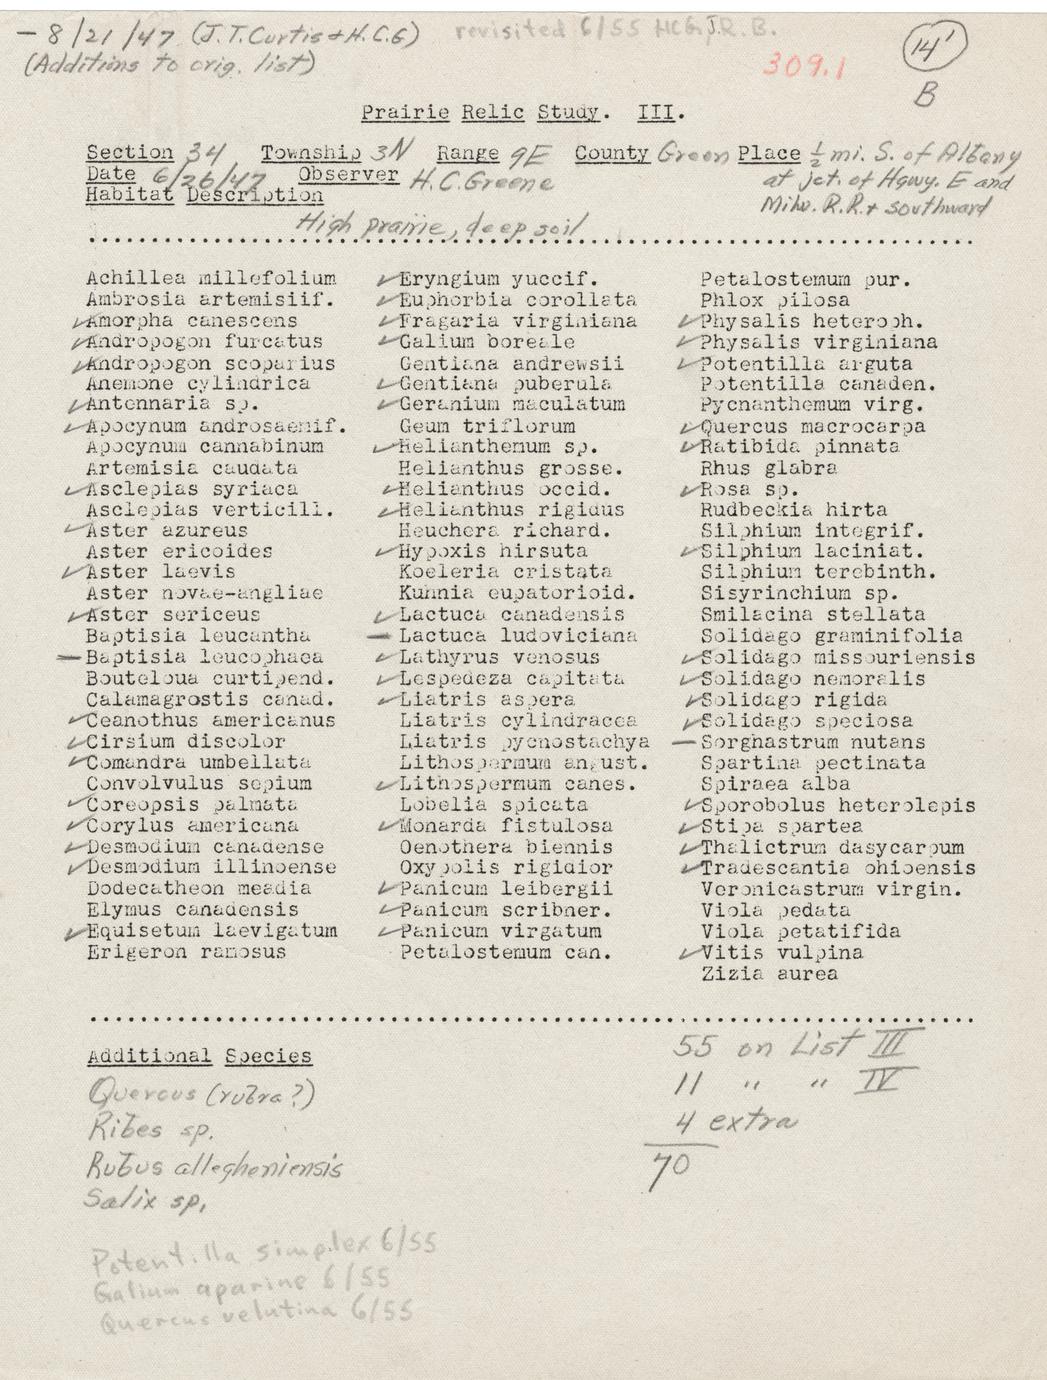 — 8/21/47 (J.T. Curtis + H.C.G) revisited 6/55 HCG, J.R.B.
(Additions to orig. list)
309.1
14'
B
Prairie Relic Study. III.
Section 34 Township 3N Range 9E County Green Place ½ mi. S. of Albany
Date 6/26/47 Observer H.C. Greene at jct. of Hgwy. E and
Habitat Description Milw. R.R. + southward
High prairie, deep soil
Achillea millefolium
Ambrosia artemisiif.
✓Amorpha canescens
✓Andropogon furcatus
✓Andropogon scoparius
Anemone cylindrica
✓Antennaria sp.
✓Apocynum androsaemif.
Apocynum cannabinum
Artemisia caudata
✓Asclepias syriaca
Asclepias verticill.
✓Aster azureus
Aster ericoides
✓Aster laevis
Aster novae-angliae
✓Aster sericeus
Baptisia leucantha
—Baptisia leucophaea
Bouteloua curtipend.
Calamagrostis canad.
✓Ceanothus americanus
✓Cirsium discolor
✓Comandra umbellata
Convolvulus sepium
✓Coreopsis palmata
✓Corylus americana
✓Desmodium canadense
✓Desmodium illinoense
Dodecatheon meadia
Elymus canadensis
✓Equisetum laevigatum
Erigeron ramosus
✓Eryngium yuccif.
✓Euphorbia corollata
✓Fragaria virginiana
✓Galium boreale
Gentiana andrewsii
✓Gentiana puberula
✓Geranium maculatum
Geum triflorum
✓Helianthemum sp.
Helianthus grosse.
✓Helianthus occid.
✓Helianthus rigidus
Heuchera richard.
✓Hypoxis hirsuta
Koeleria cristata
Kuhnia eupatorioid.
✓Lactuca canadensis
—Lactuca ludoviciana
✓Lathyrus venosus
✓Lespedeza capitata
✓Liatris aspera
Liatris cylindracea
Liatris pycnostachya
Lithospermum angust.
✓Lithospermum canes.
Lobelia spicata
✓Monarda fistulosa
Oenothera biennis
Oxypolis rigidior
✓Panicum leibergii
✓Panicum scribner.
✓Panicum virgatum
Petalostemum can.
Petalostemum pur.
Phlox pilosa
✓Physalis heteroph.
✓Physalis virginiana
✓Potentilla arguta
Potentilla canaden.
Pycnanthemum virg.
✓Quercus macrocarpa
✓Ratibida pinnata
Rhus glabra
✓Rosa sp.
Rudbeckia hirta
Silphium integrif.
✓Silphium laciniat.
Silphium terebinth.
Sisyrinchium sp.
Smilacina stellata
Solidago graminifolia
✓Solidago missouriensis
✓Solidago nemoralis
✓Solidago rigida
✓Solidago speciosa
—Sorghastrum nutans
Spartina pectinata
Spiraea alba
✓Sporobolus heterolepis
✓Stipa spartea
✓Thalictrum dasycarpum
✓Tradescantia ohioensis
Veronicastrum virgin.
Viola pedata
Viola petatifida
✓Vitis vulpina
Zizia aurea
Additional Species
Quercus (rubra?)
Ribes sp.
Rubus allegheniensis
Salix sp,
Potentilla simplex 6/55
Galium aparine 6/55
Quercus velutina 6/55
55 on List III
11 " " IV
4 extra
70